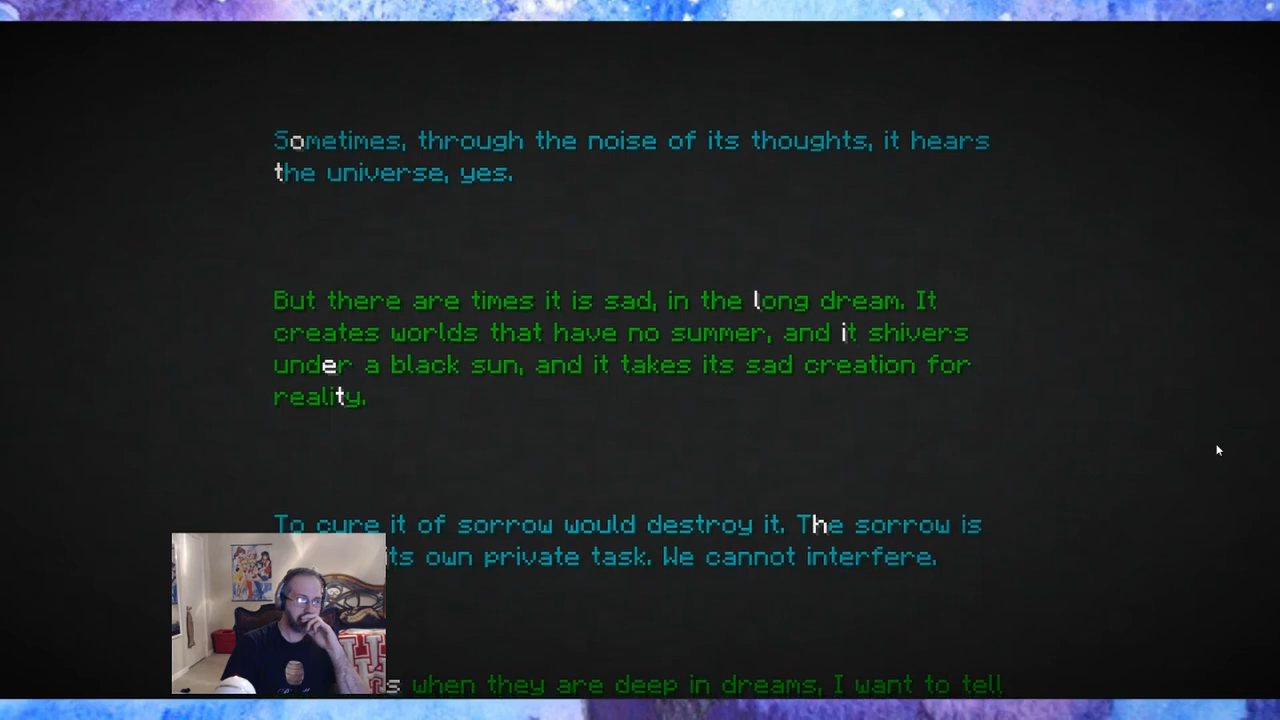 Sometimes, through the noise of its thoughts, it hears
the universe, yes.
But there are times it is sad, in the long dream. It
creates worlds that have no summer, and it shivers
under a black sun, and it takes its sad creation for
reality.
To cure it of sorrow would destroy it. The sorrow is
its own private task. We cannot interfere.
when they are deep in dreams, I want to tell